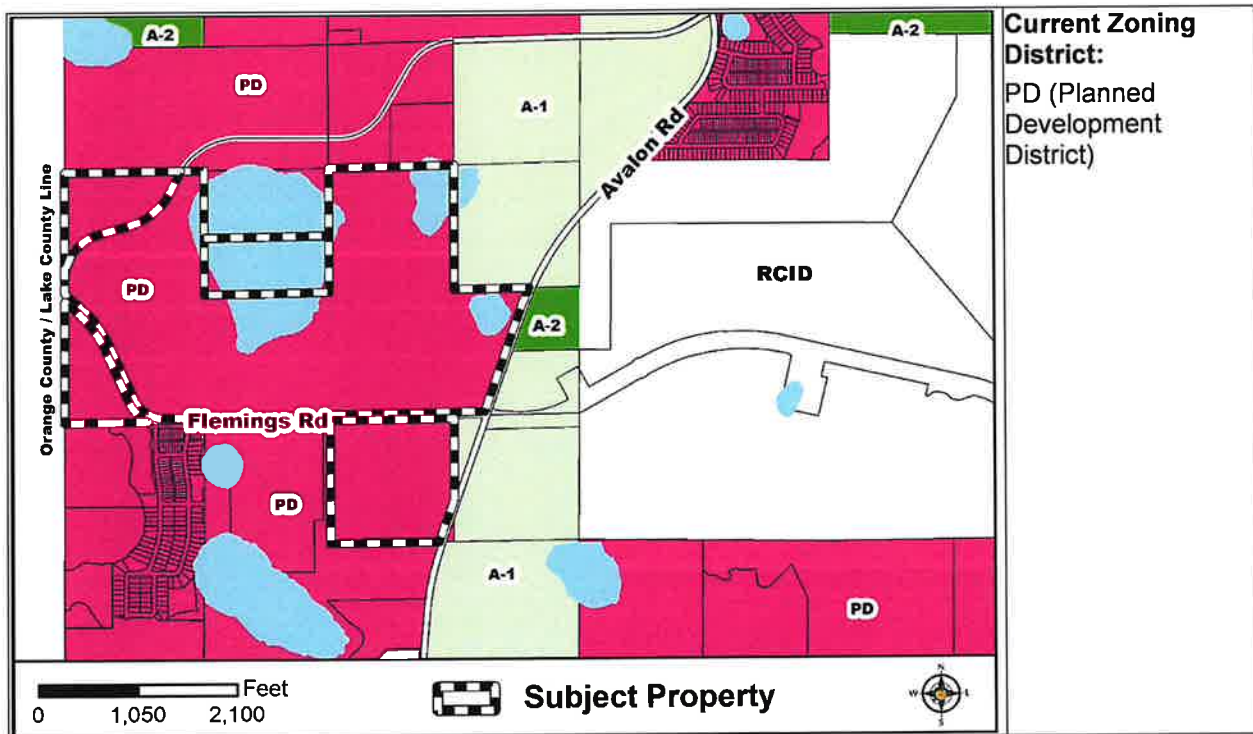 A-2
A-2
PD
A-1
Avalon Rd
Orange County / Lake County Line
PD
RCID
A-2
Flemings Rd
PD
A-1
PD
Feet
0 1,050 2,100
Subject Property
N
W E
S
Current Zoning
District:
PD (Planned
Development
District)